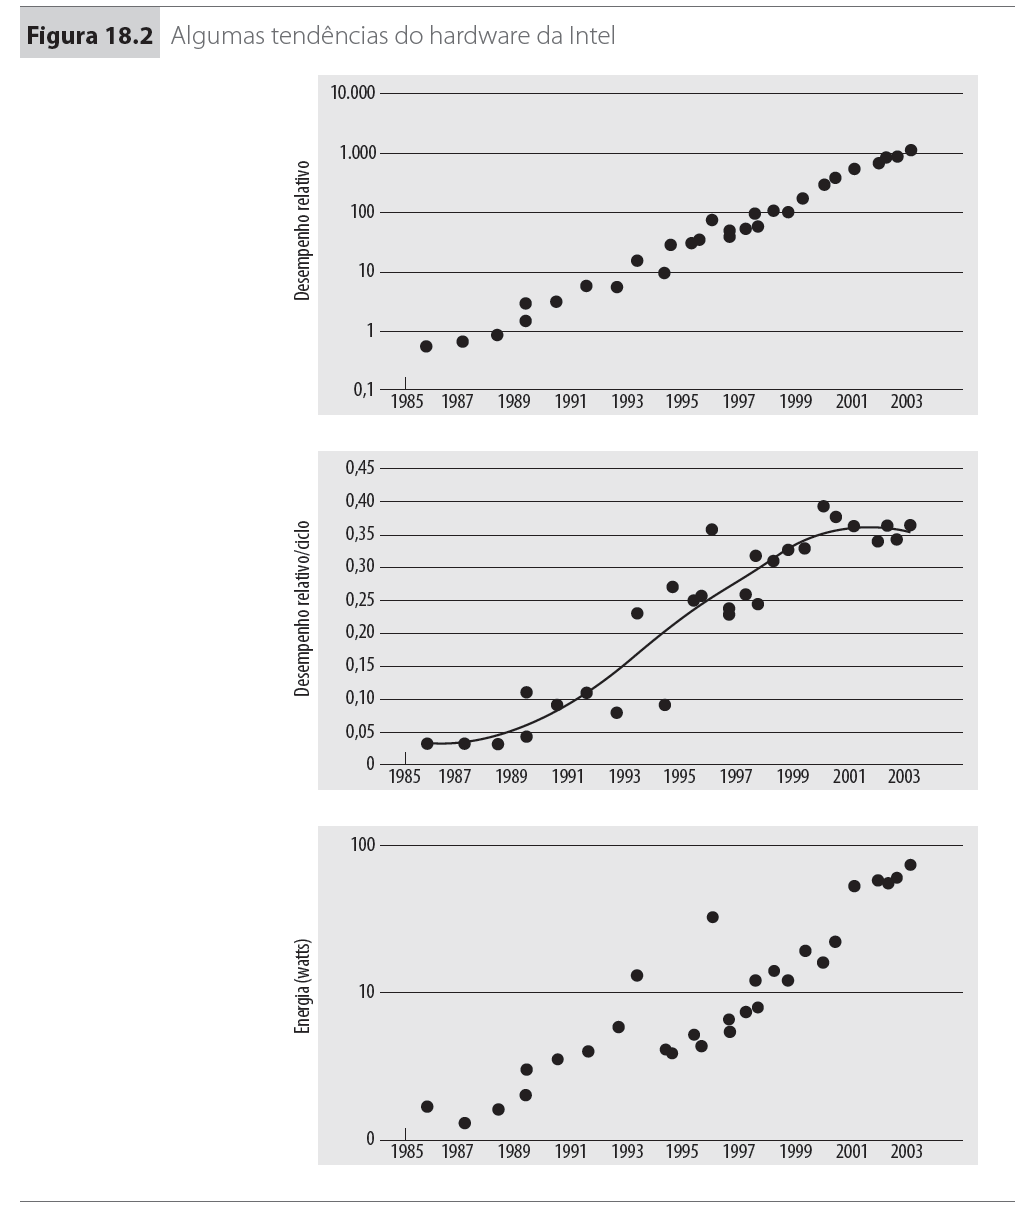 Figura 18.2 Algumas tendências do hardware da Intel
Desempenho relativo
10.000
1.000
100
10
1
0,1
1985 1987 1989 1991 1993 1995 1997 1999 2001 2003
Desempenho relativo/ciclo
0,45
0,40
0,35
0,30
0,25
0,20
0,15
0,10
0,05
0
1985 1987 1989 1991 1993 1995 1997 1999 2001 2003
Energia (watts)
100
10
0
1985 1987 1989 1991 1993 1995 1997 1999 2001 2003